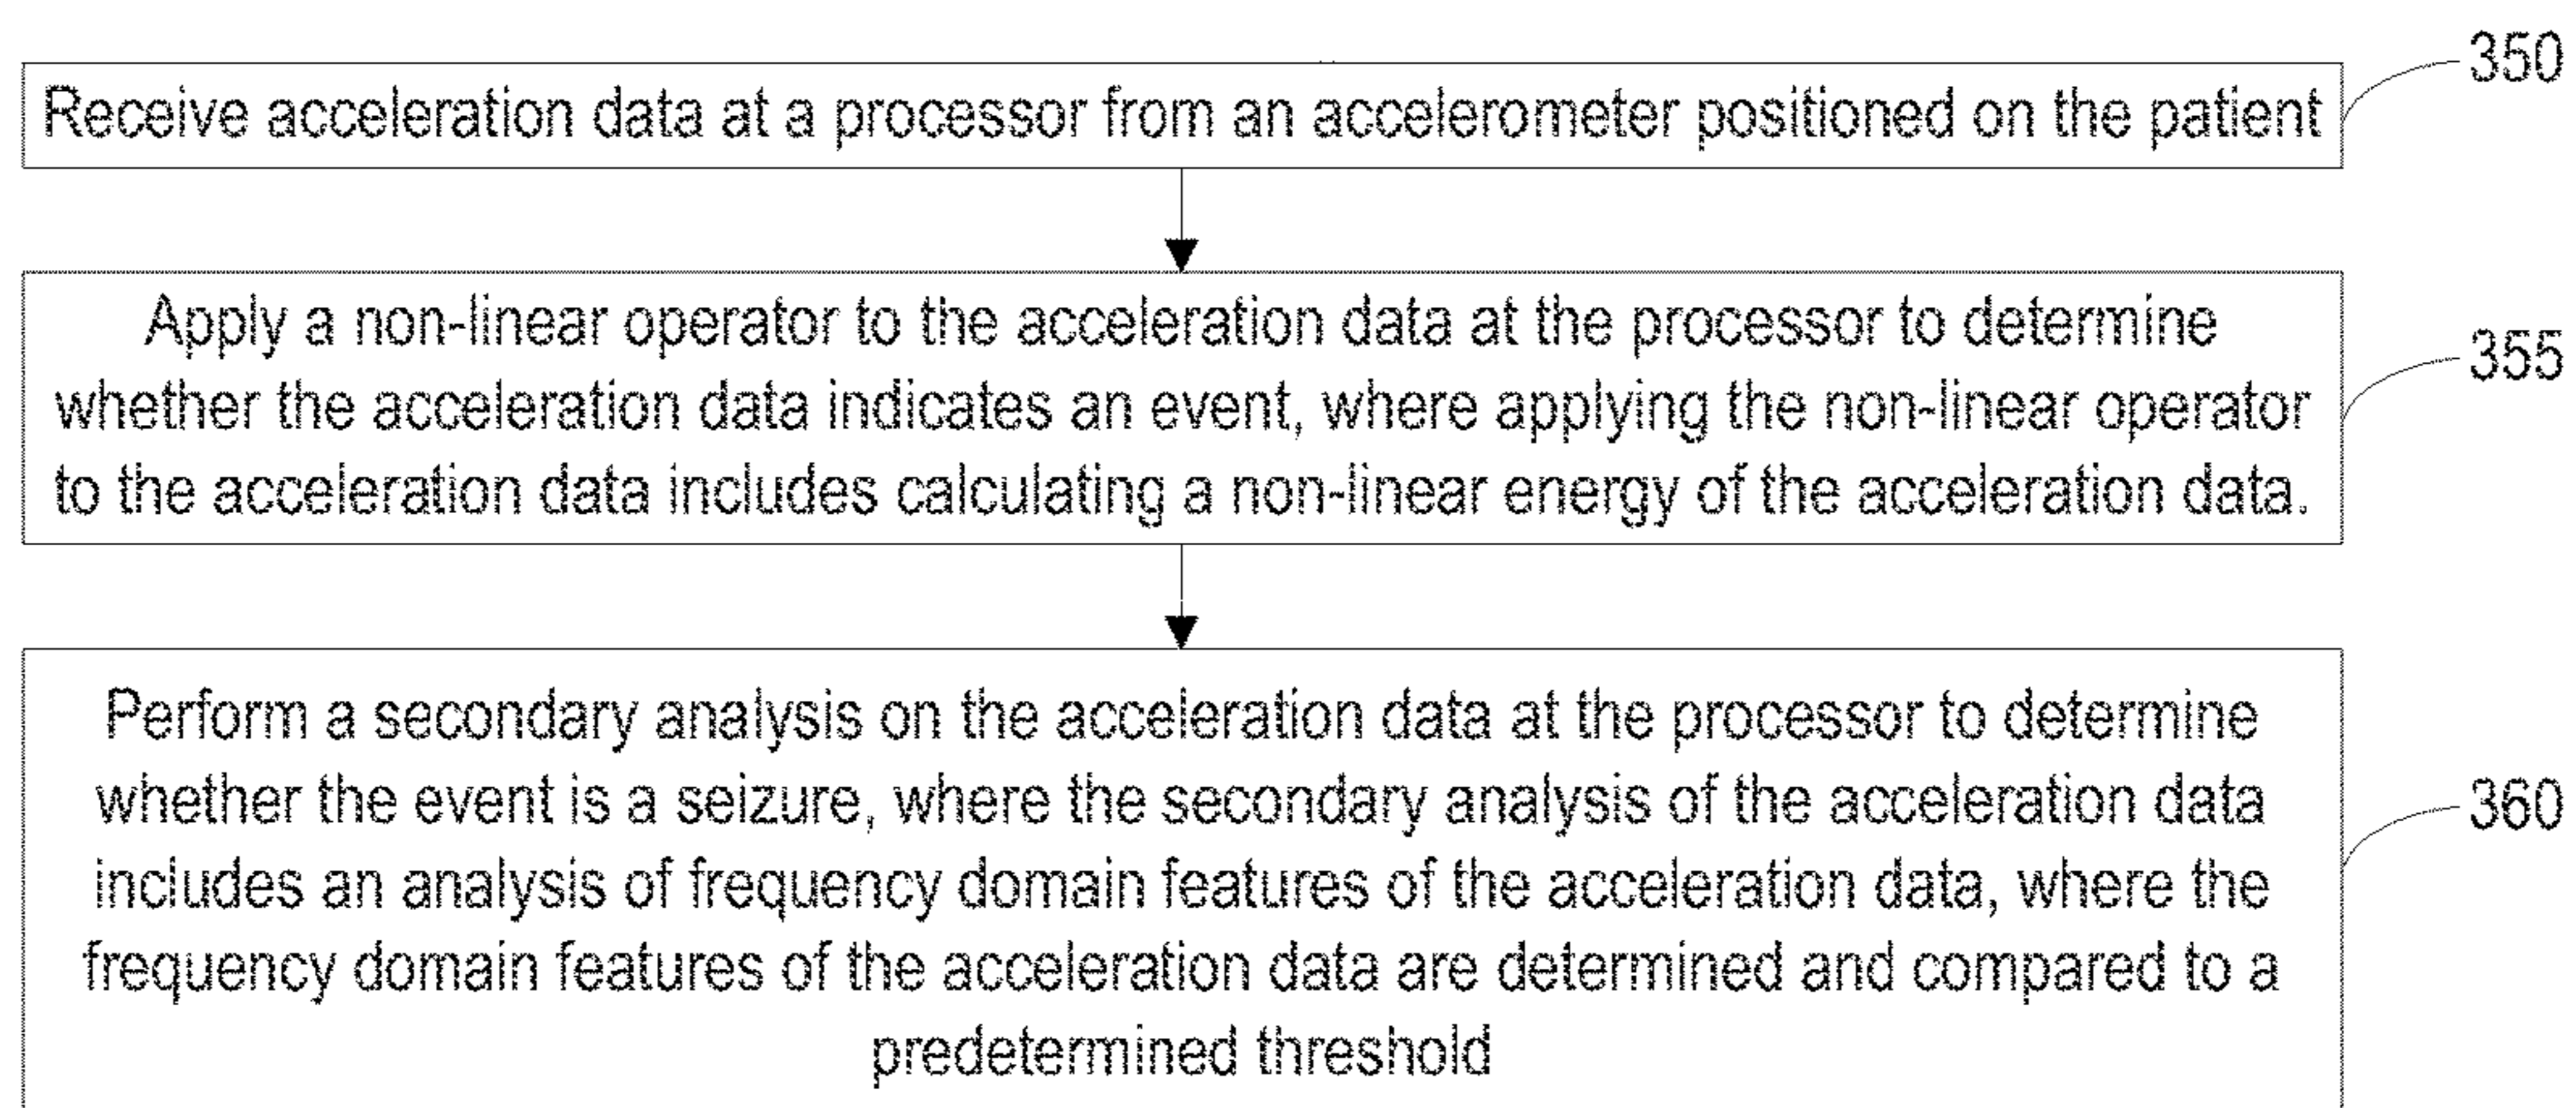 350
Receive acceleration data at a processor from an accelerometer positioned on the patient
Apply a non-linear operator to the acceleration data at the processor to determine
355
whether the acceleration data indicates an event, where applying the non-linear operator
to the acceleration data includes calculating a non-linear energy of the acceleration data.
Perform a secondary analysis on the acceleration data at the processor to determine
whether the event is a seizure, where the secondary analysis of the acceleration data
360
includes an analysis of frequency domain features of the acceleration data, where the
frequency domain features of the acceleration data are determined and compared to a
predetermined threshold